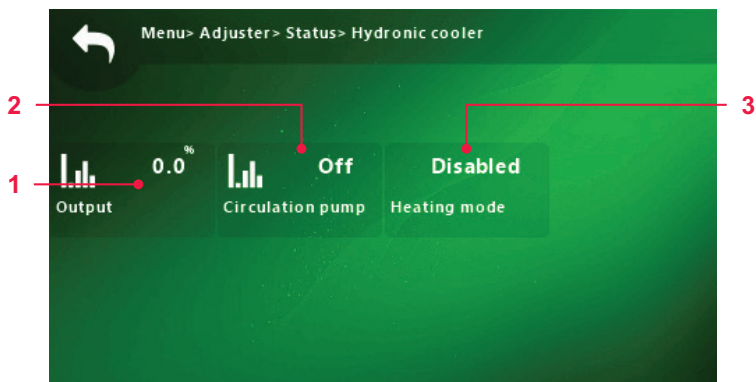 Menu> Adjuster> Status> Hydronic cooler
2
3
1
0.0%
Output
Off
Circulation pump
Disabled
Heating mode